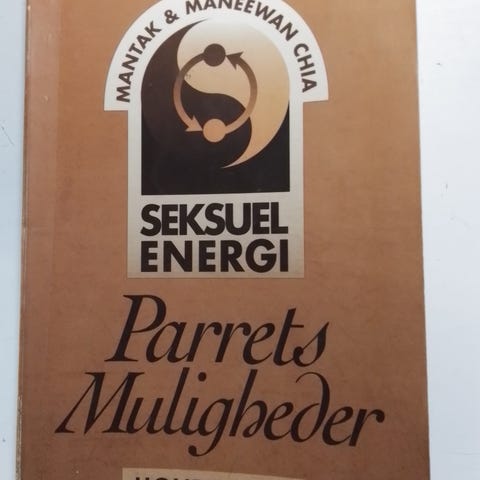 MANTAK & MANEEWAN CHIA
SEKSUEL
ENERGI
Parrets
Muligheder